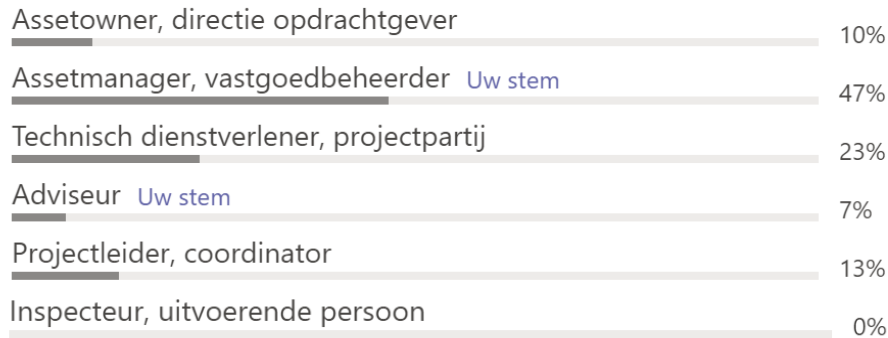 Assetowner, directie opdrachtgever
10%
Assetmanager, vastgoedbeheerder Uw stem
47%
Technisch dienstverlener, projectpartij
23%
Adviseur Uw stem
7%
Projectleider, coordinator
13%
Inspecteur, uitvoerende persoon
0%